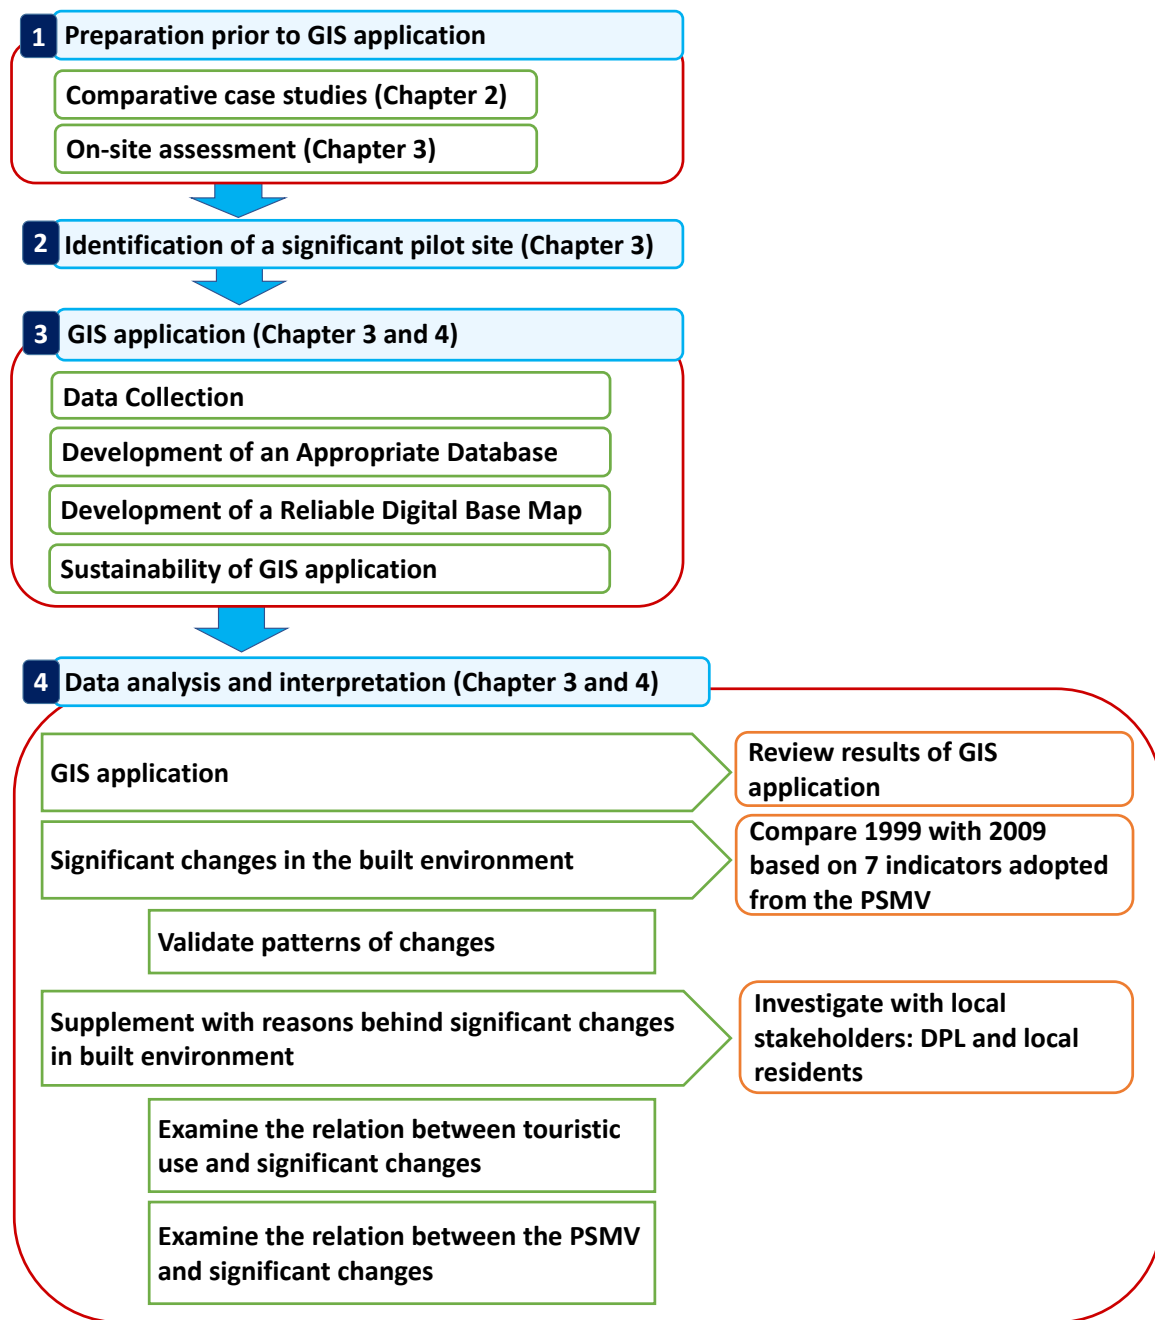 1 Preparation prior to GIS application
Comparative case studies (Chapter 2)
On-site assessment (Chapter 3)
2 Identification of a significant pilot site (Chapter 3)
3 GIS application (Chapter 3 and 4)
Data Collection
Development of an Appropriate Database
Development of a Reliable Digital Base Map
Sustainability of GIS application
4 Data analysis and interpretation (Chapter 3 and 4)
GIS application
Review results of GIS
application
Significant changes in the built environment
Compare 1999 with 2009
based on 7 indicators adopted
from the PSMV
Validate patterns of changes
Supplement with reasons behind significant changes
in built environment
Investigate with local
stakeholders: DPL and local
residents
Examine the relation between touristic
use and significant changes
Examine the relation between the PSMV
and significant changes